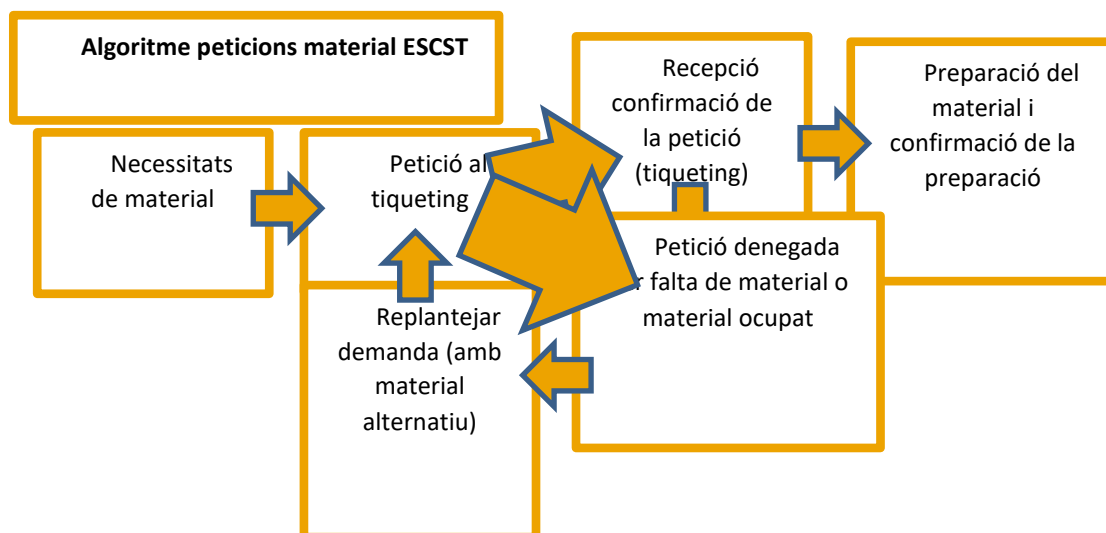 Algoritme peticions material ESCST
Necessitats
de material
Petició al
tiqueting
Recepció
confirmació de
la petició
(tiqueting)
Preparació del
material i
confirmació de la
preparació
Petició denegada
r falta de material o
material ocupat
Replantejar
demanda (amb
material
alternatiu)